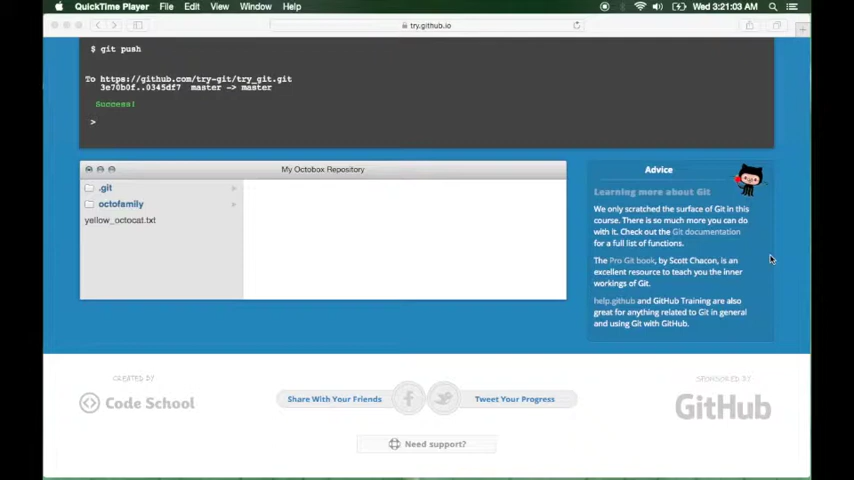 QuickTime Player File Edit View Window Help Wed 3:21:03 AM
try.github.io
$ git push
To https://github.com/try-git/try_git.git
3e70b0f..0345df7 master -> master
Success!
>
My Octobox Repository
.git
octofamily
yellow_octocat.txt
Advice
Learning more about Git
We only scratched the surface of Git in this
course. There is so much more you can do
with it. Check out the Git documentation
for a full list of functions.
The Pro Git book, by Scott Chacon, is an
excellent resource to teach you the inner
workings of Git.
help.github and GitHub Training are also
great for anything related to Git in general
and using Git with GitHub.
CREATED BY
Code School
Share With Your Friends
Tweet Your Progress
SPONSORED BY
GitHub
Need support?